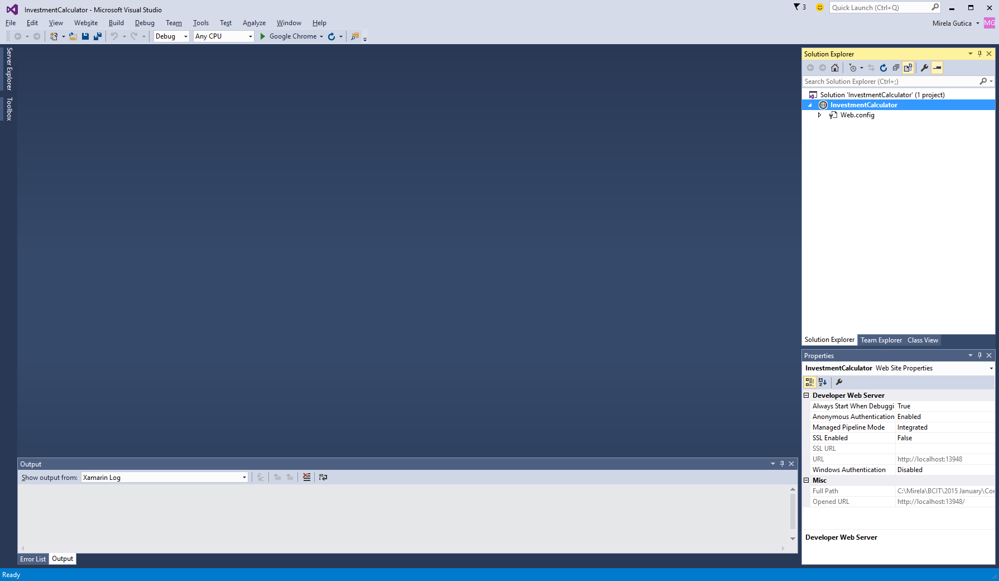 InvestmentCalculator - Microsoft Visual Studio
3
Quick Launch (Ctrl+Q)
File Edit View Website Build Debug Team Tools Test Analyze Window Help
Mirela Gutica MG
Debug Any CPU Google Chrome
Server Explorer
Toolbox
Solution Explorer
Search Solution Explorer (Ctrl+;)
Solution 'InvestmentCalculator' (1 project)
InvestmentCalculator
Web.config
Solution Explorer Team Explorer Class View
Properties
InvestmentCalculator Web Site Properties
Developer Web Server
Always Start When Debuggi True
Anonymous Authentication Enabled
Managed Pipeline Mode Integrated
SSL Enabled False
SSL URL
URL http://localhost:13948
Windows Authentication Disabled
Misc
Full Path C:\Mirela\BCIT\2015 January\Cor
Opened URL http://localhost:13948/
Developer Web Server
Output
Show output from: Xamarin Log
Error List Output
Ready